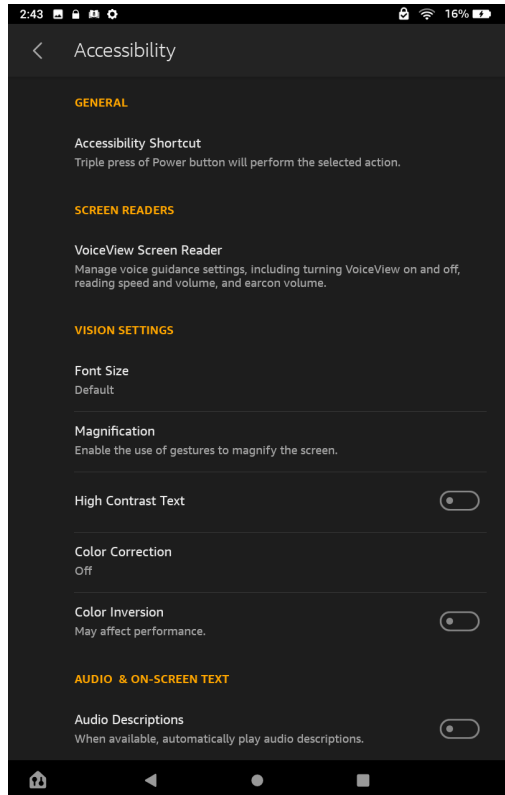 2:43
16%
Accessibility
GENERAL
Accessibility Shortcut
Triple press of Power button will perform the selected action.
SCREEN READERS
VoiceView Screen Reader
Manage voice guidance settings, including turning VoiceView on and off,
reading speed and volume, and earcon volume.
VISION SETTINGS
Font Size
Default
Magnification
Enable the use of gestures to magnify the screen.
High Contrast Text
Color Correction
Off
Color Inversion
May affect performance.
AUDIO & ON-SCREEN TEXT
Audio Descriptions
When available, automatically play audio descriptions.